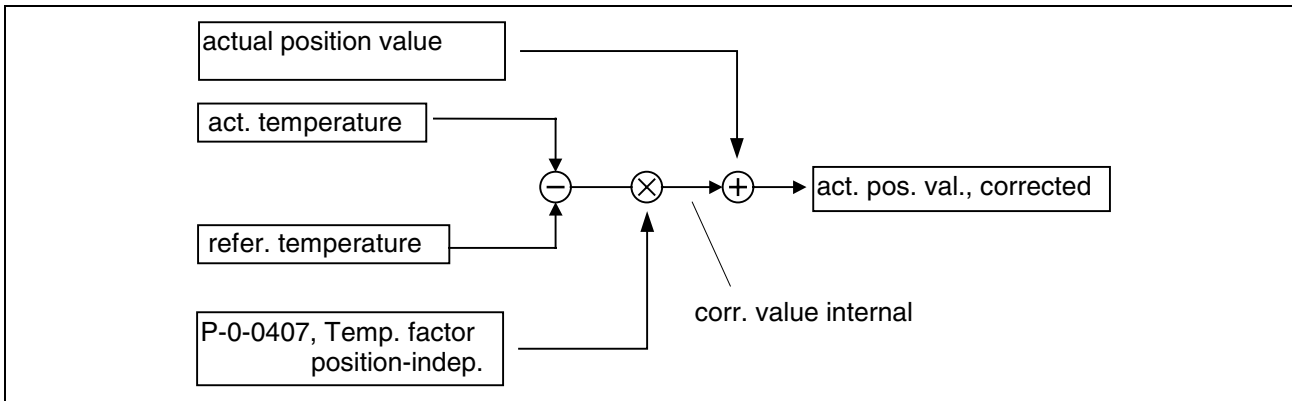 actual position value
act. temperature
refer. temperature
P-0-0407, Temp. factor
position-indep.
act. pos. val., corrected
corr. value internal